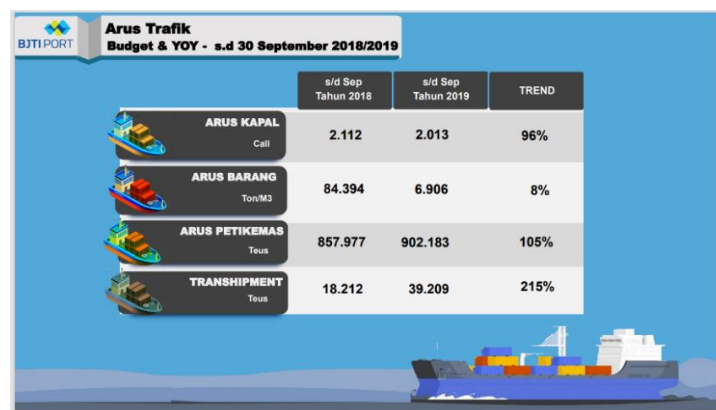 BJTI PORT
Arus Trafik
Budget & YOY - s.d 30 September 2018/2019
s/d Sep
Tahun 2018
s/d Sep
Tahun 2019
TREND
ARUS KAPAL
Call
2.112
2.013
96%
ARUS BARANG
Ton/M3
84.394
6.906
8%
ARUS PETIKEMAS
Teus
857.977
902.183
105%
TRANSHIPMENT
Teus
18.212
39.209
215%